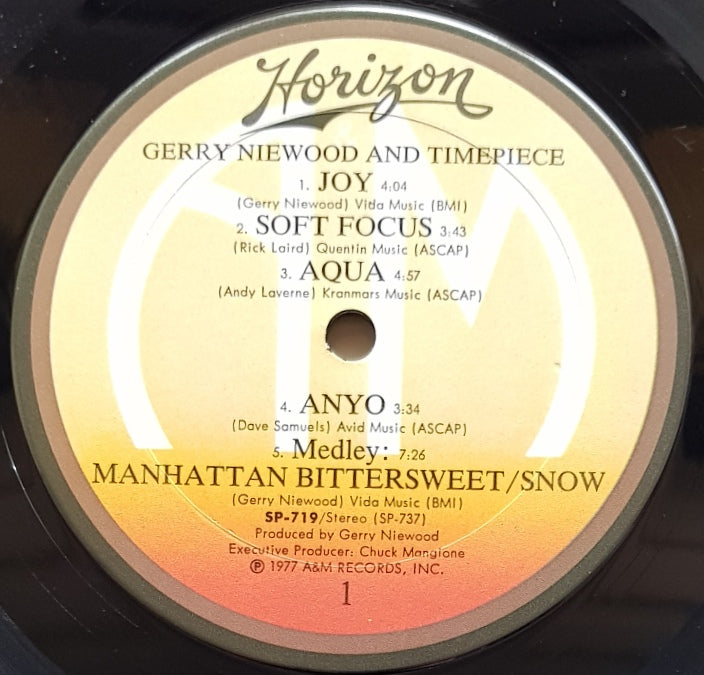 Horizon
GERRY NIEWOOD AND TIMEPIECE
1. JOY 4:04
(Gerry Niewood) Vida Music (BMI)
2. SOFT FOCUS 3:43
(Rick Laird) Quentin Music (ASCAP)
3. AQUA 4:57
(Andy Laverne) Kranmars Music (ASCAP)
4. ANYO 3:34
(Dave Samuels) Avid Music (ASCAP)
5. Medley: 7:26
MANHATTAN BITTERSWEET/SNOW
(Gerry Niewood) Vida Music (BMI)
SP-719/Stereo (SP-737)
Produced by Gerry Niewood
Executive Producer: Chuck Mangione
℗ 1977 A&M RECORDS, INC.
1
AM